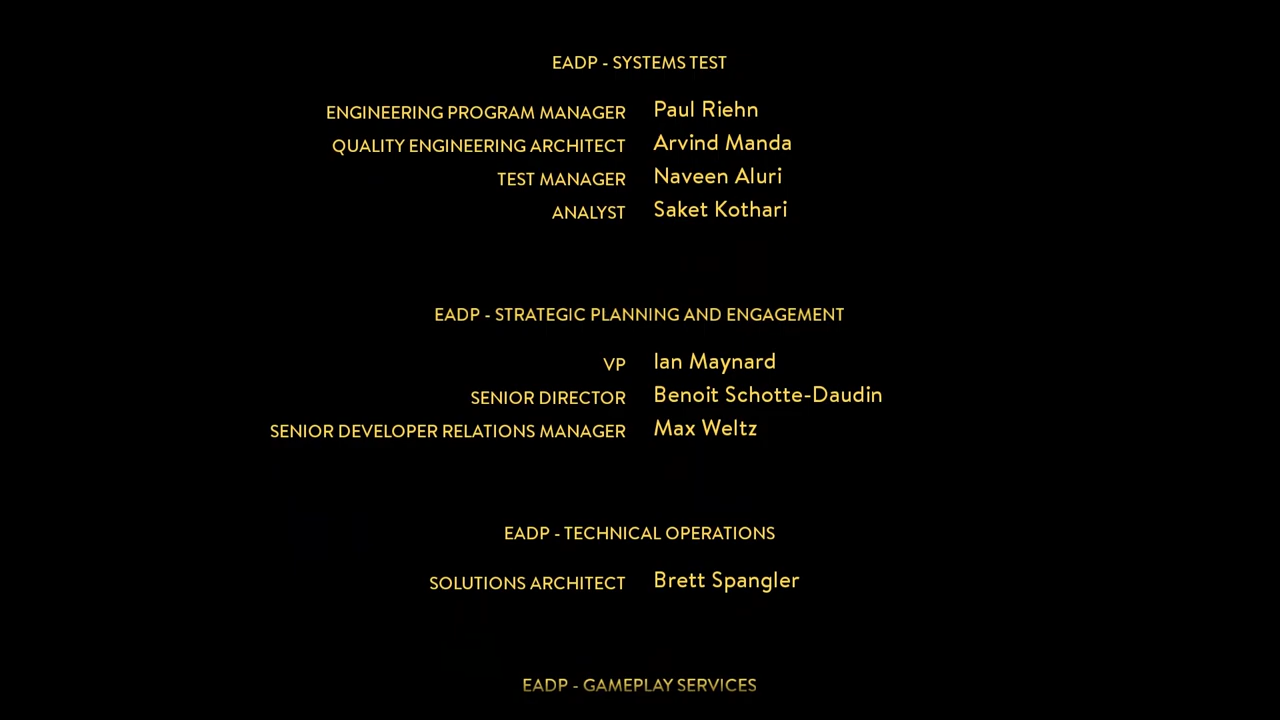 EADP - SYSTEMS TEST
ENGINEERING PROGRAM MANAGER Paul Riehn
QUALITY ENGINEERING ARCHITECT Arvind Manda
TEST MANAGER Naveen Aluri
ANALYST Saket Kothari
EADP - STRATEGIC PLANNING AND ENGAGEMENT
VP Ian Maynard
SENIOR DIRECTOR Benoit Schotte-Daudin
SENIOR DEVELOPER RELATIONS MANAGER Max Weltz
EADP - TECHNICAL OPERATIONS
SOLUTIONS ARCHITECT Brett Spangler
EADP - GAMEPLAY SERVICES